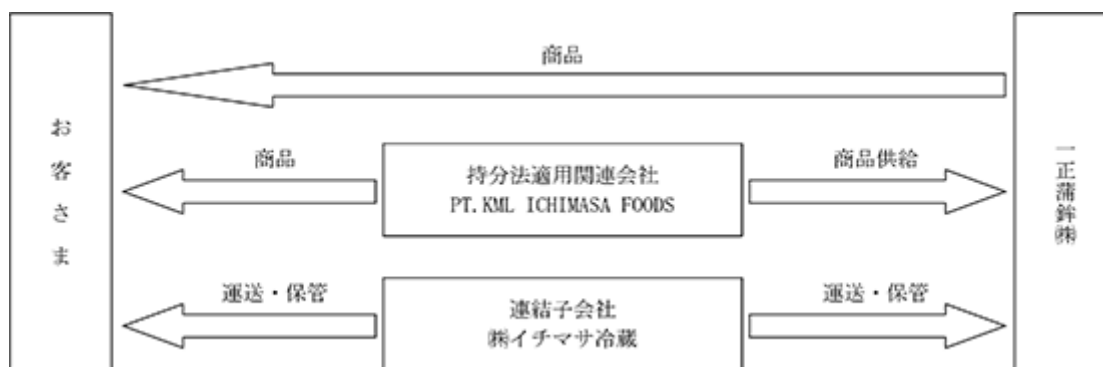 商品
お客さま
一正蒲鉾㈱
商品
持分法適用関連会社
PT.KML ICHIMASA FOODS
商品供給
運送・保管
連結子会社
㈱イチマサ冷蔵
運送・保管